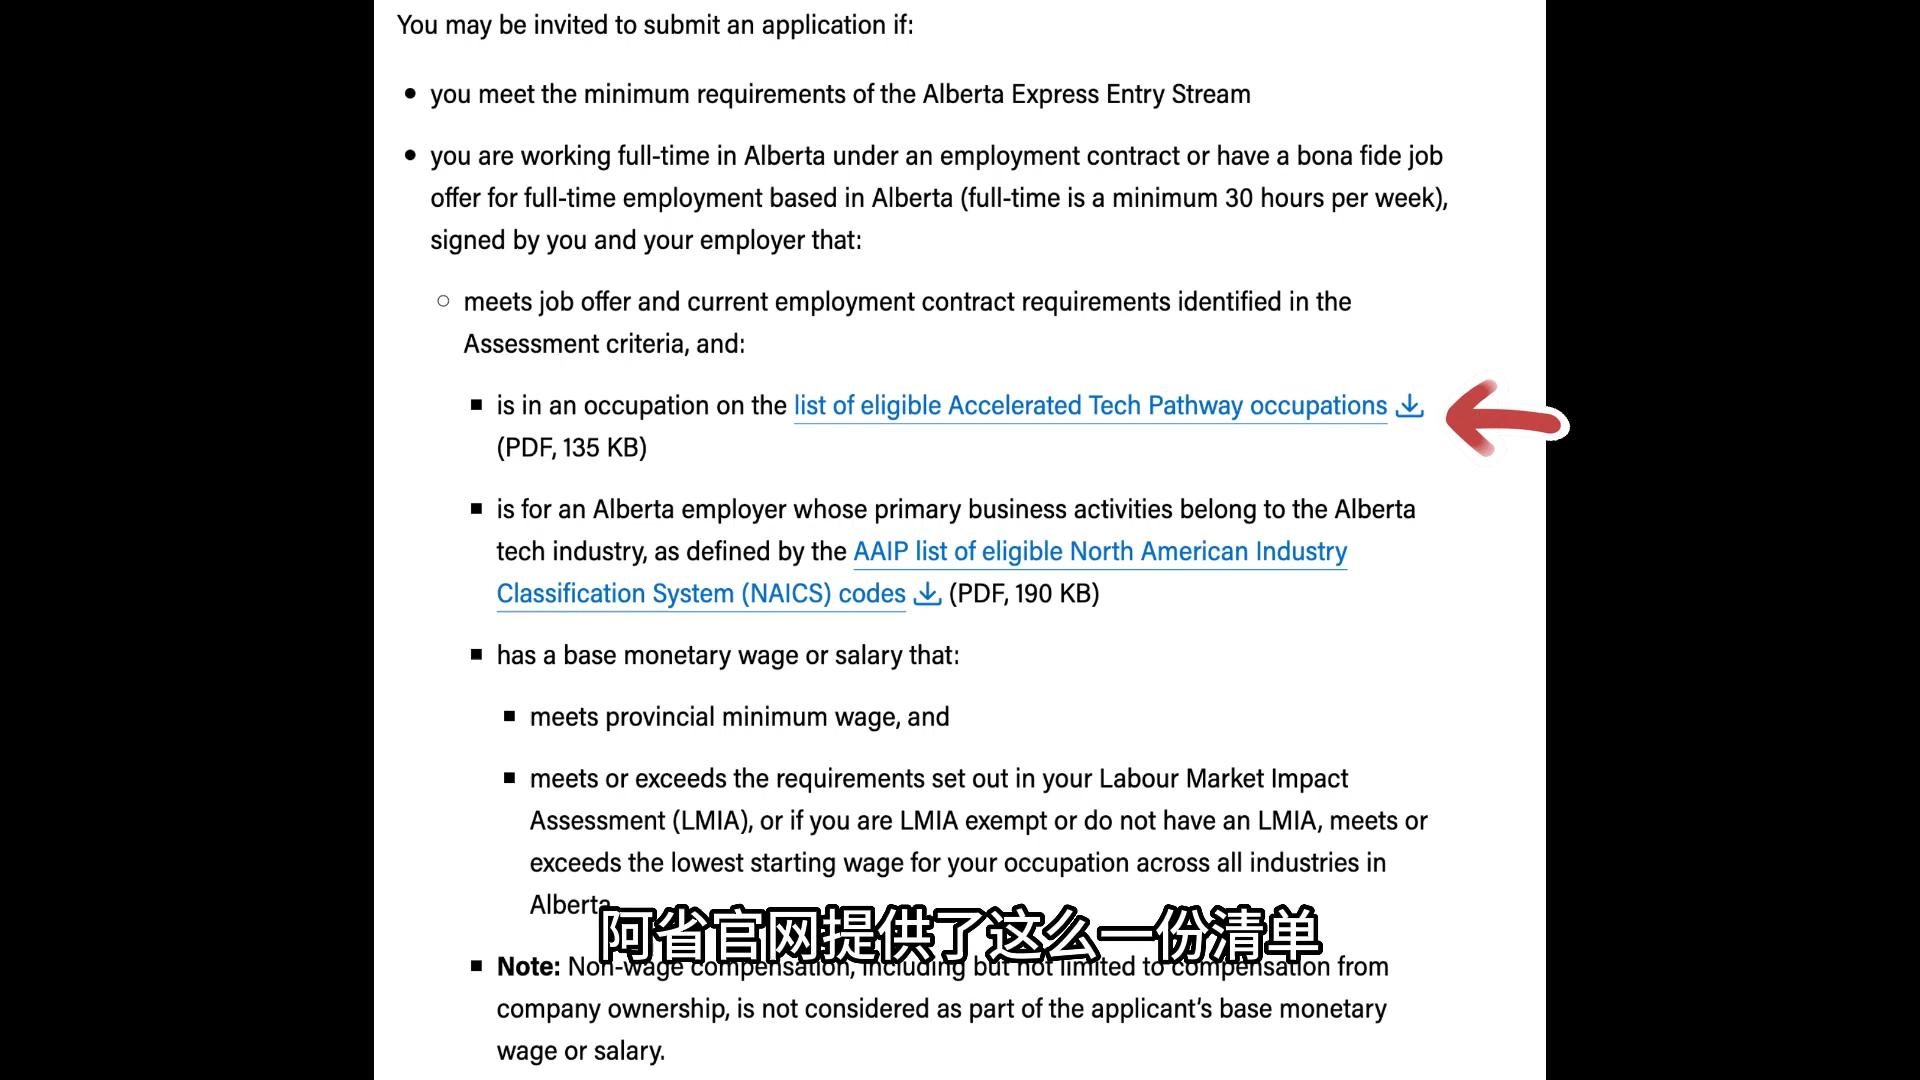 You may be invited to submit an application if:
• you meet the minimum requirements of the Alberta Express Entry Stream
• you are working full-time in Alberta under an employment contract or have a bona fide job
offer for full-time employment based in Alberta (full-time is a minimum 30 hours per week),
signed by you and your employer that:
○ meets job offer and current employment contract requirements identified in the
Assessment criteria, and:
▪ is in an occupation on the list of eligible Accelerated Tech Pathway occupations
(PDF, 135 KB)
▪ is for an Alberta employer whose primary business activities belong to the Alberta
tech industry, as defined by the AAIP list of eligible North American Industry
Classification System (NAICS) codes (PDF, 190 KB)
▪ has a base monetary wage or salary that:
▪ meets provincial minimum wage, and
▪ meets or exceeds the requirements set out in your Labour Market Impact
Assessment (LMIA), or if you are LMIA exempt or do not have an LMIA, meets or
exceeds the lowest starting wage for your occupation across all industries in
Alberta
阿省官网提供了这么一份清单
▪ Note: Non-wage compensation, including but not limited to compensation from
company ownership, is not considered as part of the applicant's base monetary
wage or salary.